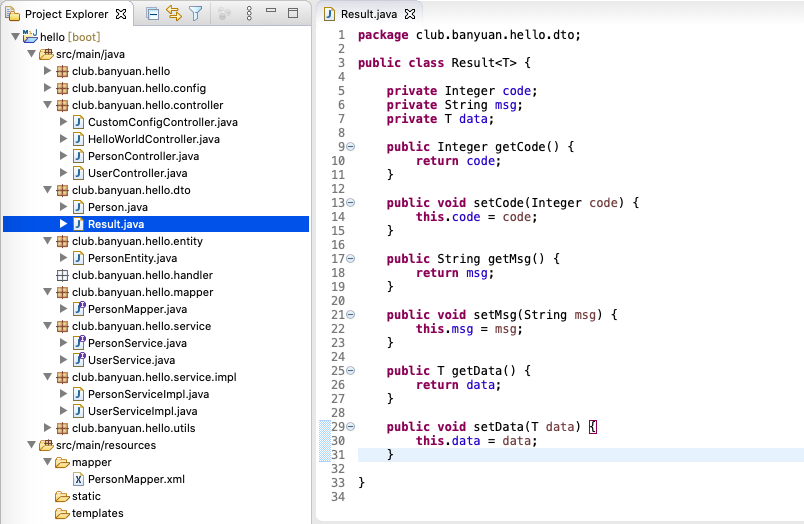 Project Explorer
hello [boot]
src/main/java
club.banyuan.hello
club.banyuan.hello.config
club.banyuan.hello.controller
CustomConfigController.java
HelloWorldController.java
PersonController.java
UserController.java
club.banyuan.hello.dto
Person.java
Result.java
club.banyuan.hello.entity
PersonEntity.java
club.banyuan.hello.handler
club.banyuan.hello.mapper
PersonMapper.java
club.banyuan.hello.service
PersonService.java
UserService.java
club.banyuan.hello.service.impl
PersonServiceImpl.java
UserServiceImpl.java
club.banyuan.hello.utils
src/main/resources
mapper
PersonMapper.xml
static
templates
Result.java
1 package club.banyuan.hello.dto;
2
3 public class Result<T> {
4
5     private Integer code;
6     private String msg;
7     private T data;
8
9     public Integer getCode() {
10         return code;
11     }
12
13     public void setCode(Integer code) {
14         this.code = code;
15     }
16
17     public String getMsg() {
18         return msg;
19     }
20
21     public void setMsg(String msg) {
22         this.msg = msg;
23     }
24
25     public T getData() {
26         return data;
27     }
28
29     public void setData(T data) {
30         this.data = data;
31     }
32
33 }
34